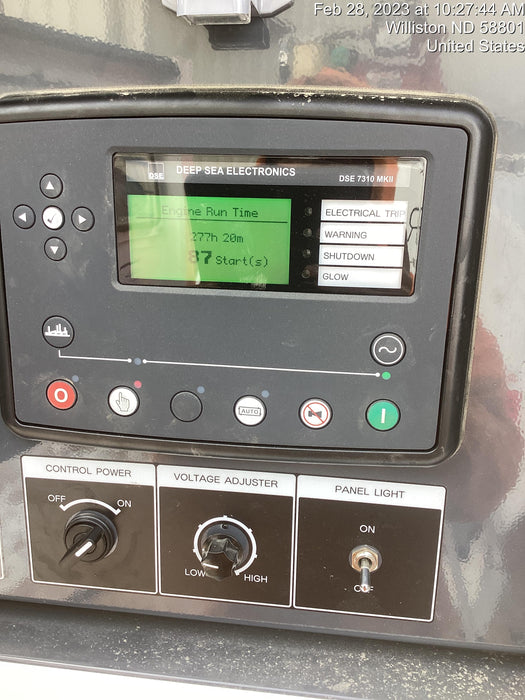 Feb 28, 2023 at 10:27:44 AM
Williston ND 58801
United States
DSE
DEEP SEA ELECTRONICS
DSE 7310 MKII
Engine Run Time
277h 20m
87 Start(s)
ELECTRICAL TRIP
WARNING
SHUTDOWN
GLOW
O
AUTO
I
CONTROL POWER
OFF
ON
VOLTAGE ADJUSTER
LOW
HIGH
PANEL LIGHT
ON
OFF